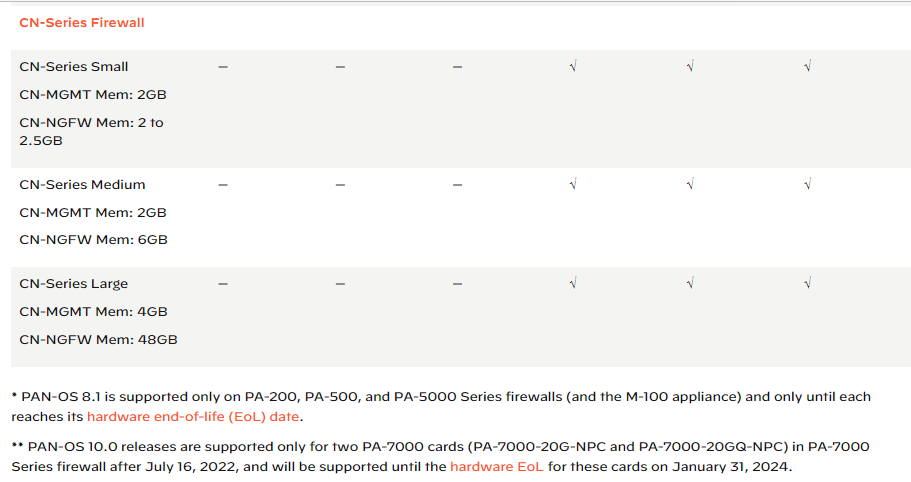 CN-Series Firewall
CN-Series Small – – – √ √ √
CN-MGMT Mem: 2GB
CN-NGFW Mem: 2 to
2.5GB
CN-Series Medium – – – √ √ √
CN-MGMT Mem: 2GB
CN-NGFW Mem: 6GB
CN-Series Large – – – √ √ √
CN-MGMT Mem: 4GB
CN-NGFW Mem: 48GB
* PAN-OS 8.1 is supported only on PA-200, PA-500, and PA-5000 Series firewalls (and the M-100 appliance) and only until each
reaches its hardware end-of-life (EoL) date.
** PAN-OS 10.0 releases are supported only for two PA-7000 cards (PA-7000-20G-NPC and PA-7000-20GQ-NPC) in PA-7000
Series firewall after July 16, 2022, and will be supported until the hardware EoL for these cards on January 31, 2024.